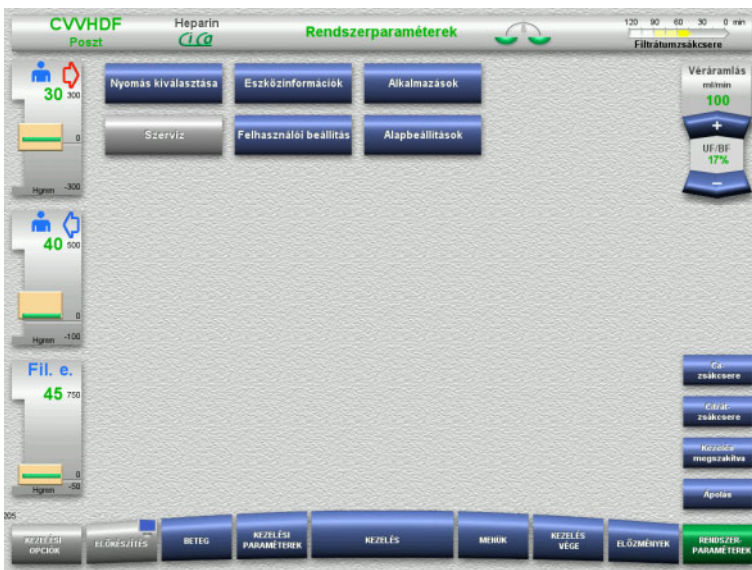 CVVHDF
Poszt
Heparin
CiCa
Rendszerparaméterek
120 90 60 30 0 min
Filtrátumzsákcsere
30 300
0
Hgmm -300
Nyomás kiválasztása
Eszközinformációk
Alkalmazások
Szerviz
Felhasználói beállítás
Alapbeállítások
Véráramlás
ml/min
100
+
UF/BF
17%
−
40 500
0
Hgmm -100
Fil. e.
45 750
0
Hgmm -50
Ca-
zsákcsere
Citrát-
zsákcsere
Kezelés
megszakítva
Ápolás
205
KEZELÉSI
OPCIÓK
ELŐKÉSZÍTÉS
BETEG
KEZELÉSI
PARAMÉTEREK
KEZELÉS
MENÜK
KEZELÉS
VÉGE
ELŐZMÉNYEK
RENDSZER-
PARAMÉTEREK